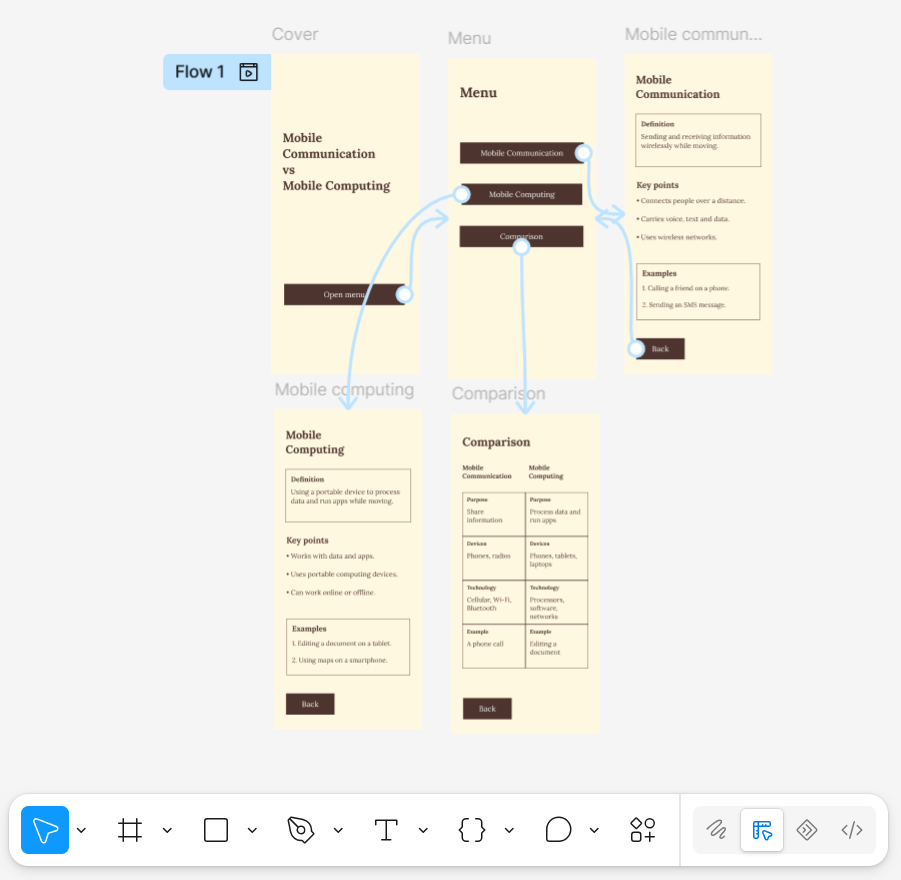 Cover
Flow 1
Mobile
Communication
vs
Mobile Computing
Open menu
Menu
Menu
Mobile Communication
Mobile Computing
Comparison
Mobile commun...
Mobile
Communication
Definition
Sending and receiving information
wirelessly while moving.
Key points
• Connects people over a distance.
• Carries voice, text and data.
• Uses wireless networks.
Examples
1. Calling a friend on a phone.
2. Sending an SMS message.
Back
Mobile computing
Mobile
Computing
Definition
Using a portable device to process
data and run apps while moving.
Key points
• Works with data and apps.
• Uses portable computing devices.
• Can work online or offline.
Examples
1. Editing a document on a tablet.
2. Using maps on a smartphone.
Back
Comparison
Comparison
Mobile
Communication
Mobile
Computing
Purpose
Share
information
Purpose
Process data and
run apps
Devices
Phones, radios
Devices
Phones, tablets,
laptops
Technology
Cellular, Wi-Fi,
Bluetooth
Technology
Processors,
software,
networks
Example
A phone call
Example
Editing a
document
Back